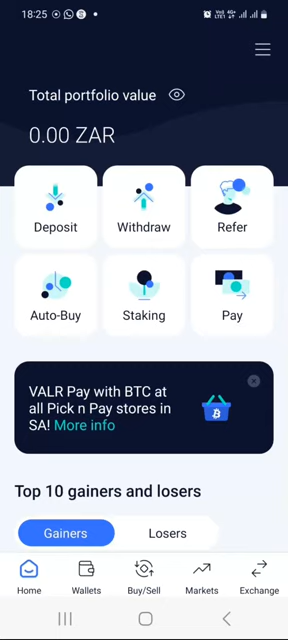 18:25
Total portfolio value
0.00 ZAR
Deposit
Withdraw
Refer
Auto-Buy
Staking
Pay
VALR Pay with BTC at
all Pick n Pay stores in
SA! More info
Top 10 gainers and losers
Gainers
Losers
Home
Wallets
Buy/Sell
Markets
Exchange